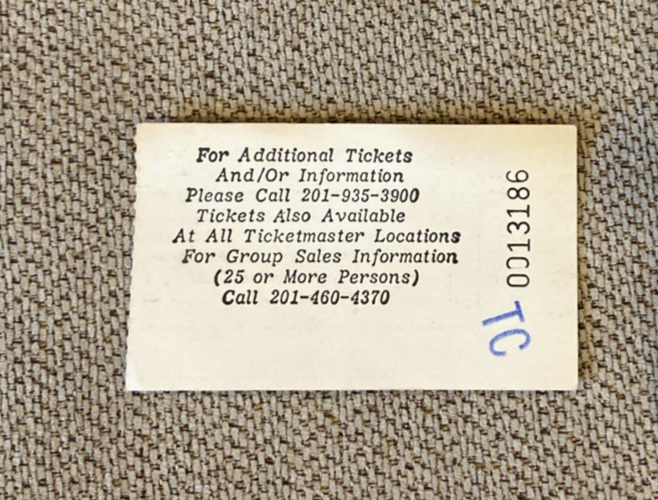 For Additional Tickets
And/Or Information
Please Call 201-935-3900
Tickets Also Available
At All Ticketmaster Locations
For Group Sales Information
(25 or More Persons)
Call 201-460-4370
0013186
TC